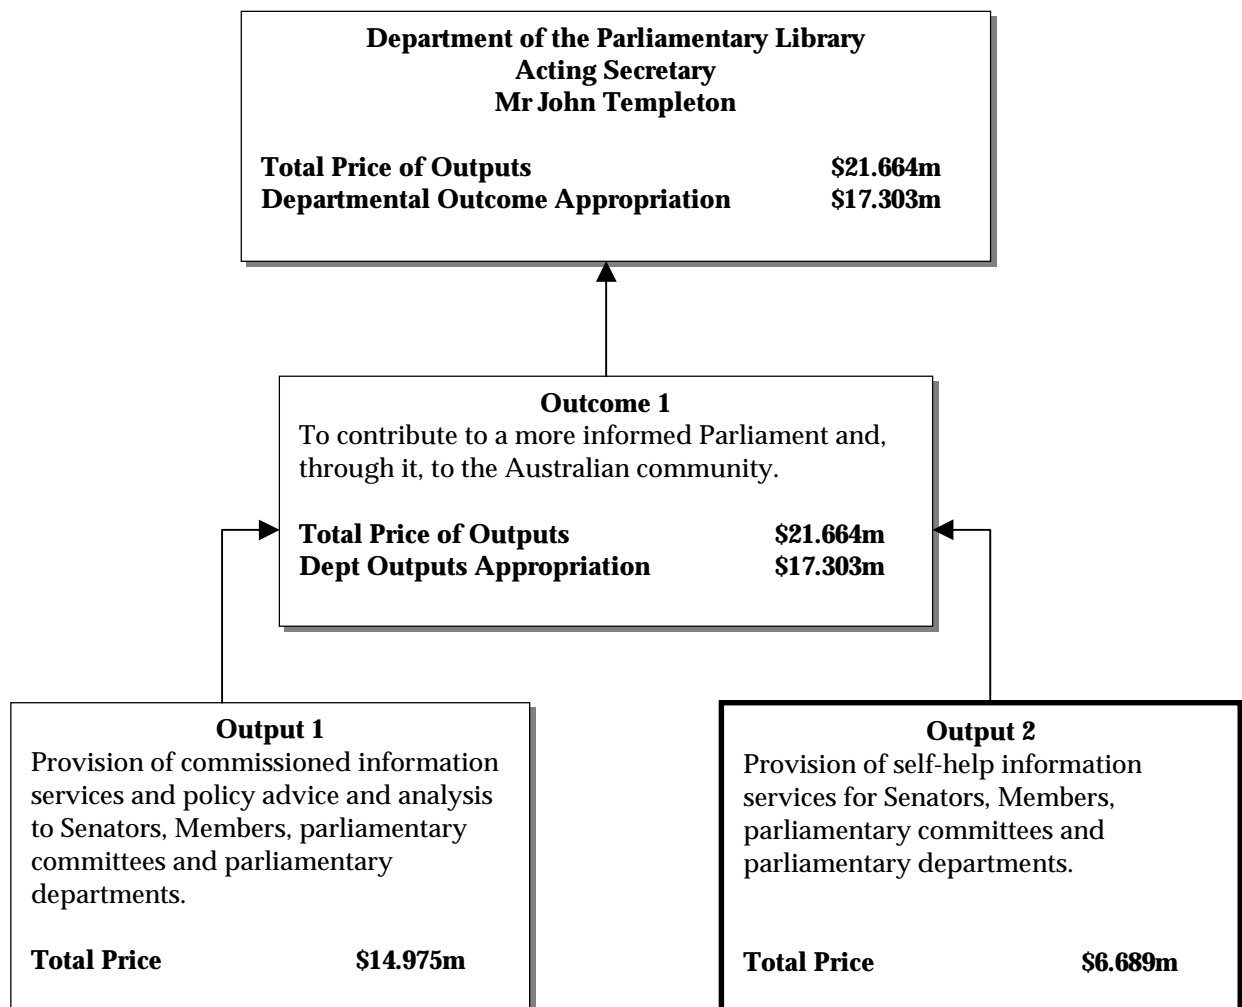 Department of the Parliamentary Library
Acting Secretary
Mr John Templeton
Total Price of Outputs $21.664m
Departmental Outcome Appropriation $17.303m
Outcome 1
To contribute to a more informed Parliament and,
through it, to the Australian community.
Total Price of Outputs $21.664m
Dept Outputs Appropriation $17.303m
Output 1
Provision of commissioned information
services and policy advice and analysis
to Senators, Members, parliamentary
committees and parliamentary
departments.
Total Price $14.975m
Output 2
Provision of self-help information
services for Senators, Members,
parliamentary committees and
parliamentary departments.
Total Price $6.689m